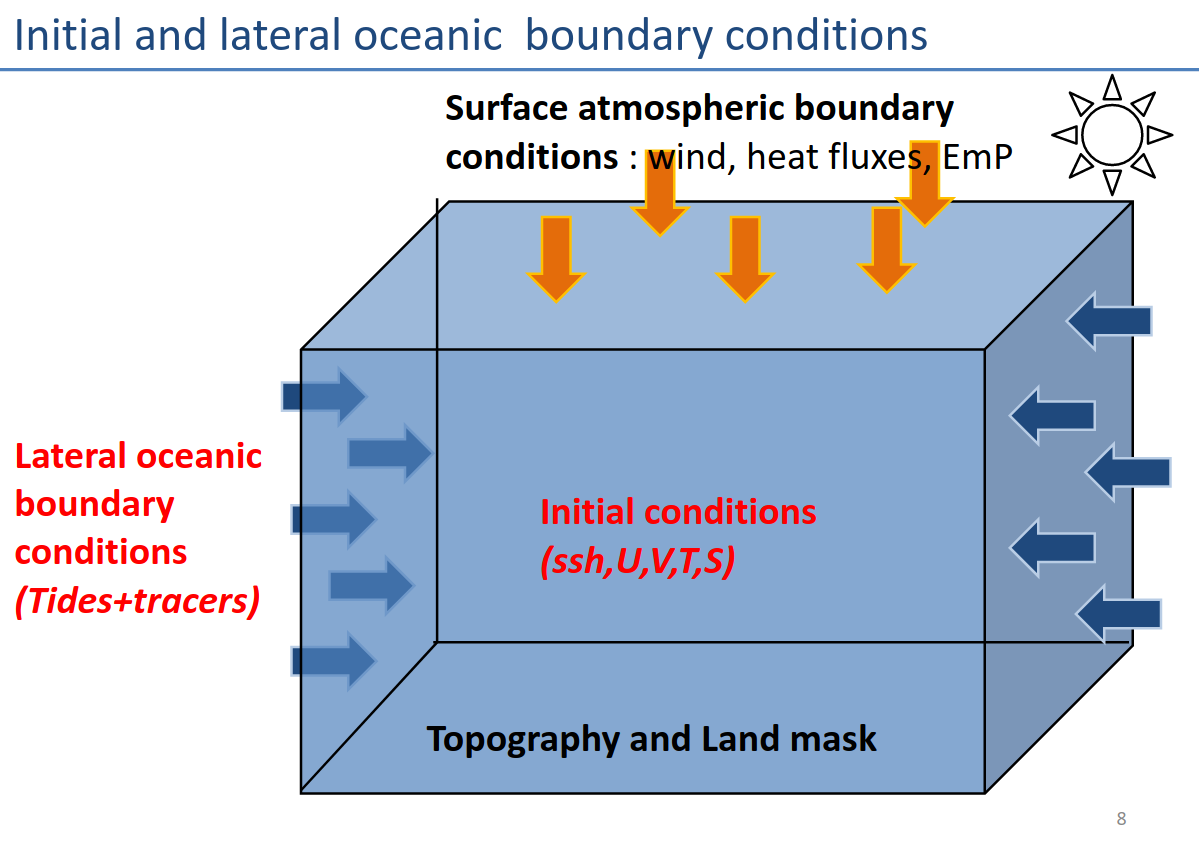 Initial and lateral oceanic  boundary conditions
Surface atmospheric boundary
conditions : wind, heat fluxes, EmP
Lateral oceanic
boundary
conditions
(Tides+tracers)
Initial conditions
(ssh,U,V,T,S)
Topography and Land mask
8